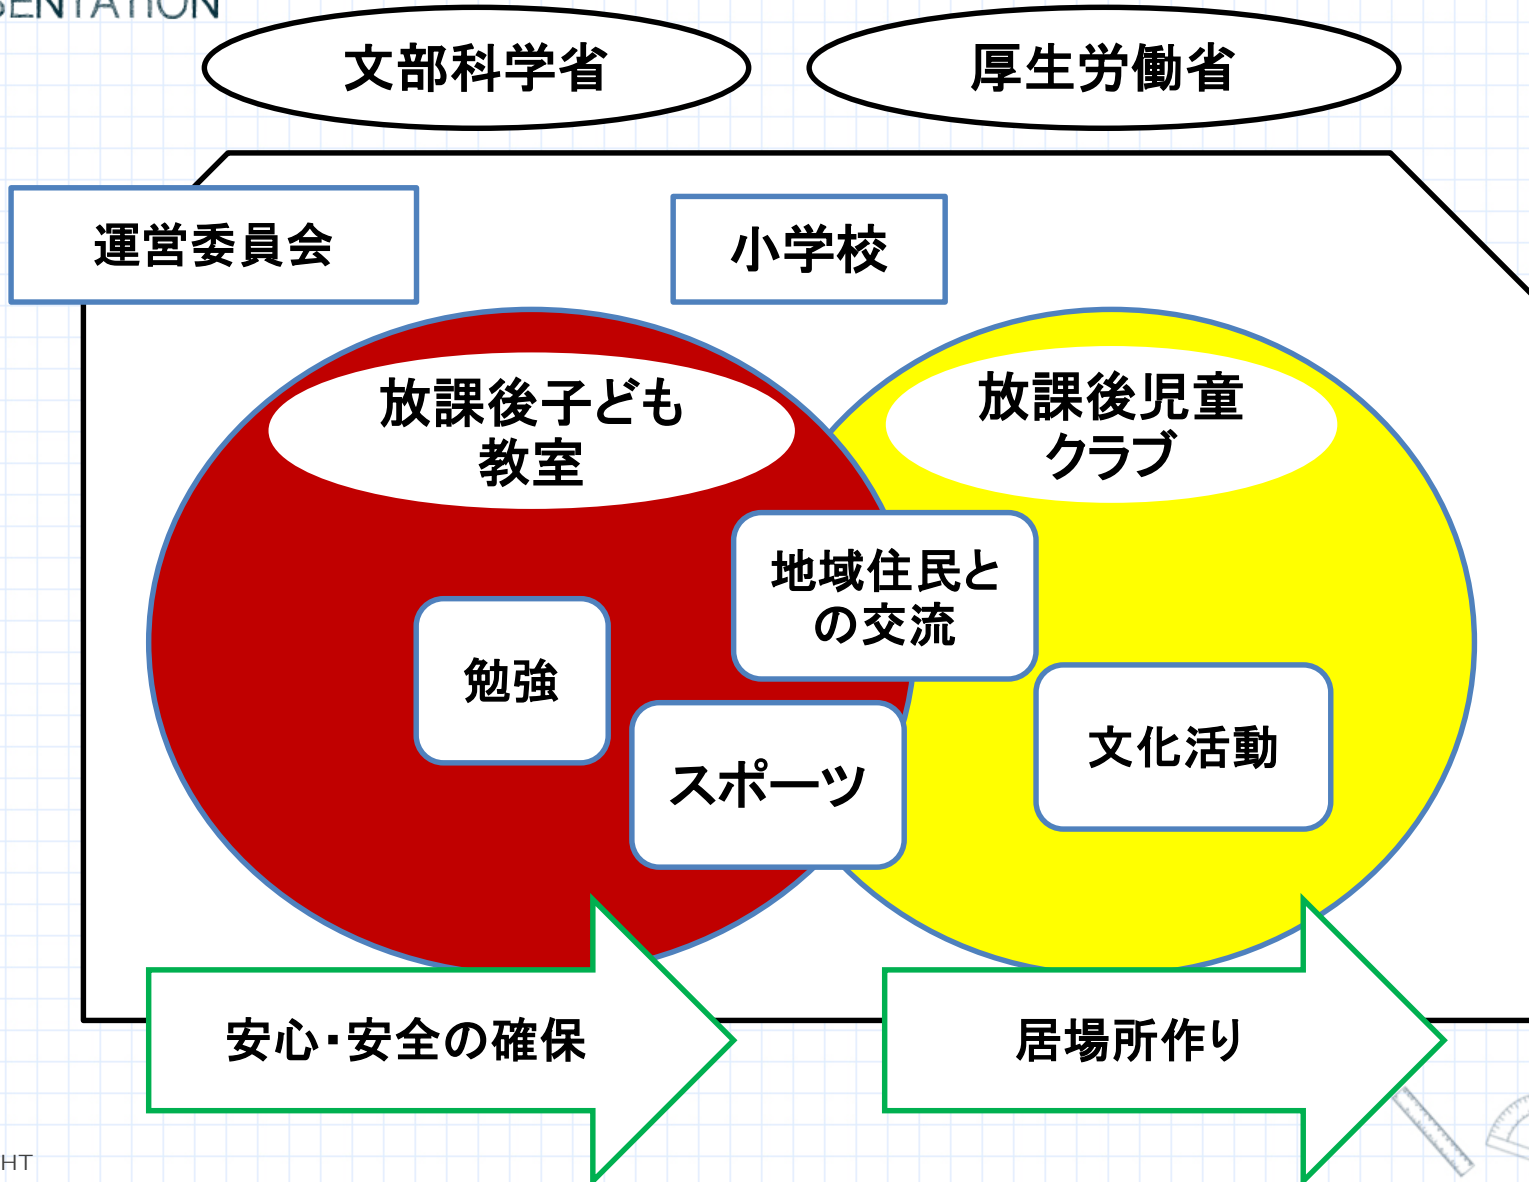 文部科学省
厚生労働省
運営委員会
小学校
放課後子ども
教室
放課後児童
クラブ
地域住民と
の交流
勉強
スポーツ
文化活動
安心・安全の確保
居場所作り